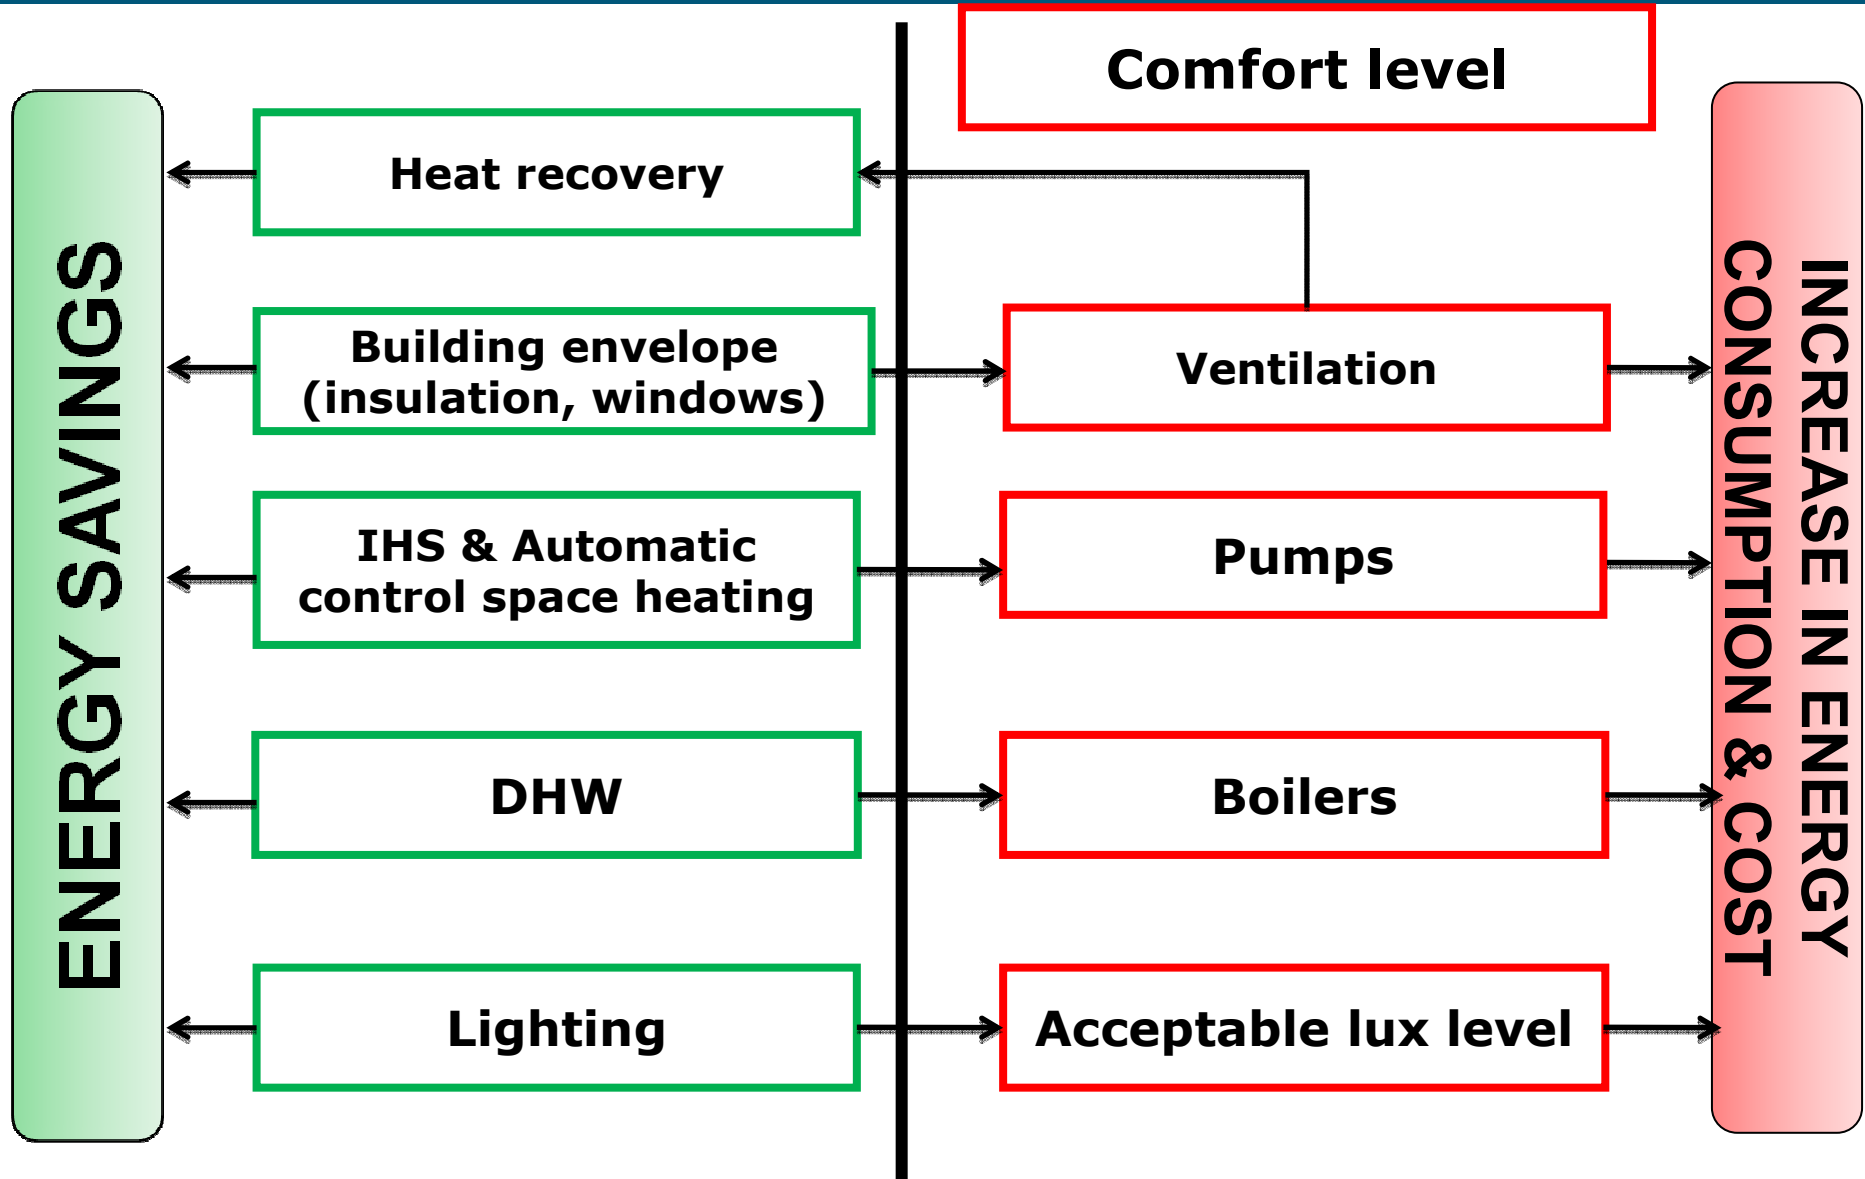 Comfort level
ENERGY SAVINGS
Heat recovery
Building envelope
(insulation, windows)
Ventilation
IHS & Automatic
control space heating
Pumps
DHW
Boilers
Lighting
Acceptable lux level
INCREASE IN ENERGY
CONSUMPTION & COST